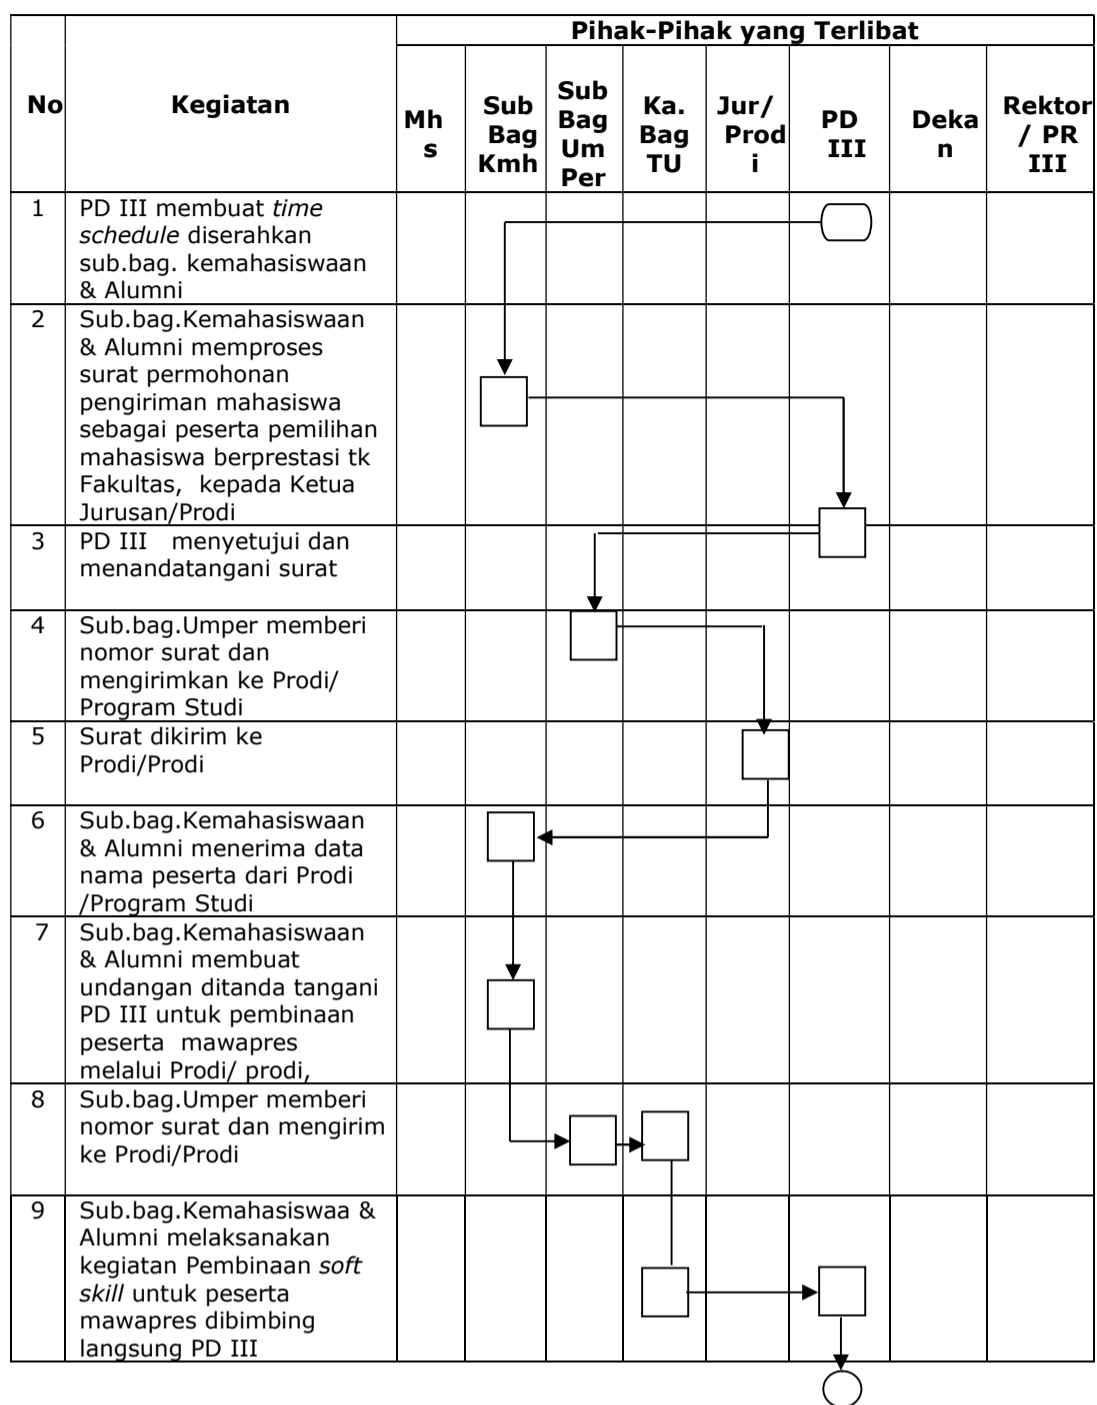 Pihak-Pihak yang Terlibat
No
Kegiatan
Mh
s
Sub
Bag
Kmh
Sub
Bag
Um
Per
Ka.
Bag
TU
Jur/
Prod
i
PD
III
Deka
n
Rektor
/ PR
III
1
PD III membuat time
schedule diserahkan
sub.bag. kemahasiswaan
& Alumni
2
Sub.bag.Kemahasiswaan
& Alumni memproses
surat permohonan
pengiriman mahasiswa
sebagai peserta pemilihan
mahasiswa berprestasi tk
Fakultas, kepada Ketua
Jurusan/Prodi
3
PD III menyetujui dan
menandatangani surat
4
Sub.bag.Umper memberi
nomor surat dan
mengirimkan ke Prodi/
Program Studi
5
Surat dikirim ke
Prodi/Prodi
6
Sub.bag.Kemahasiswaan
& Alumni menerima data
nama peserta dari Prodi
/Program Studi
7
Sub.bag.Kemahasiswaan
& Alumni membuat
undangan ditanda tangani
PD III untuk pembinaan
peserta mawapres
melalui Prodi/ prodi,
8
Sub.bag.Umper memberi
nomor surat dan mengirim
ke Prodi/Prodi
9
Sub.bag.Kemahasiswaa &
Alumni melaksanakan
kegiatan Pembinaan soft
skill untuk peserta
mawapres dibimbing
langsung PD III